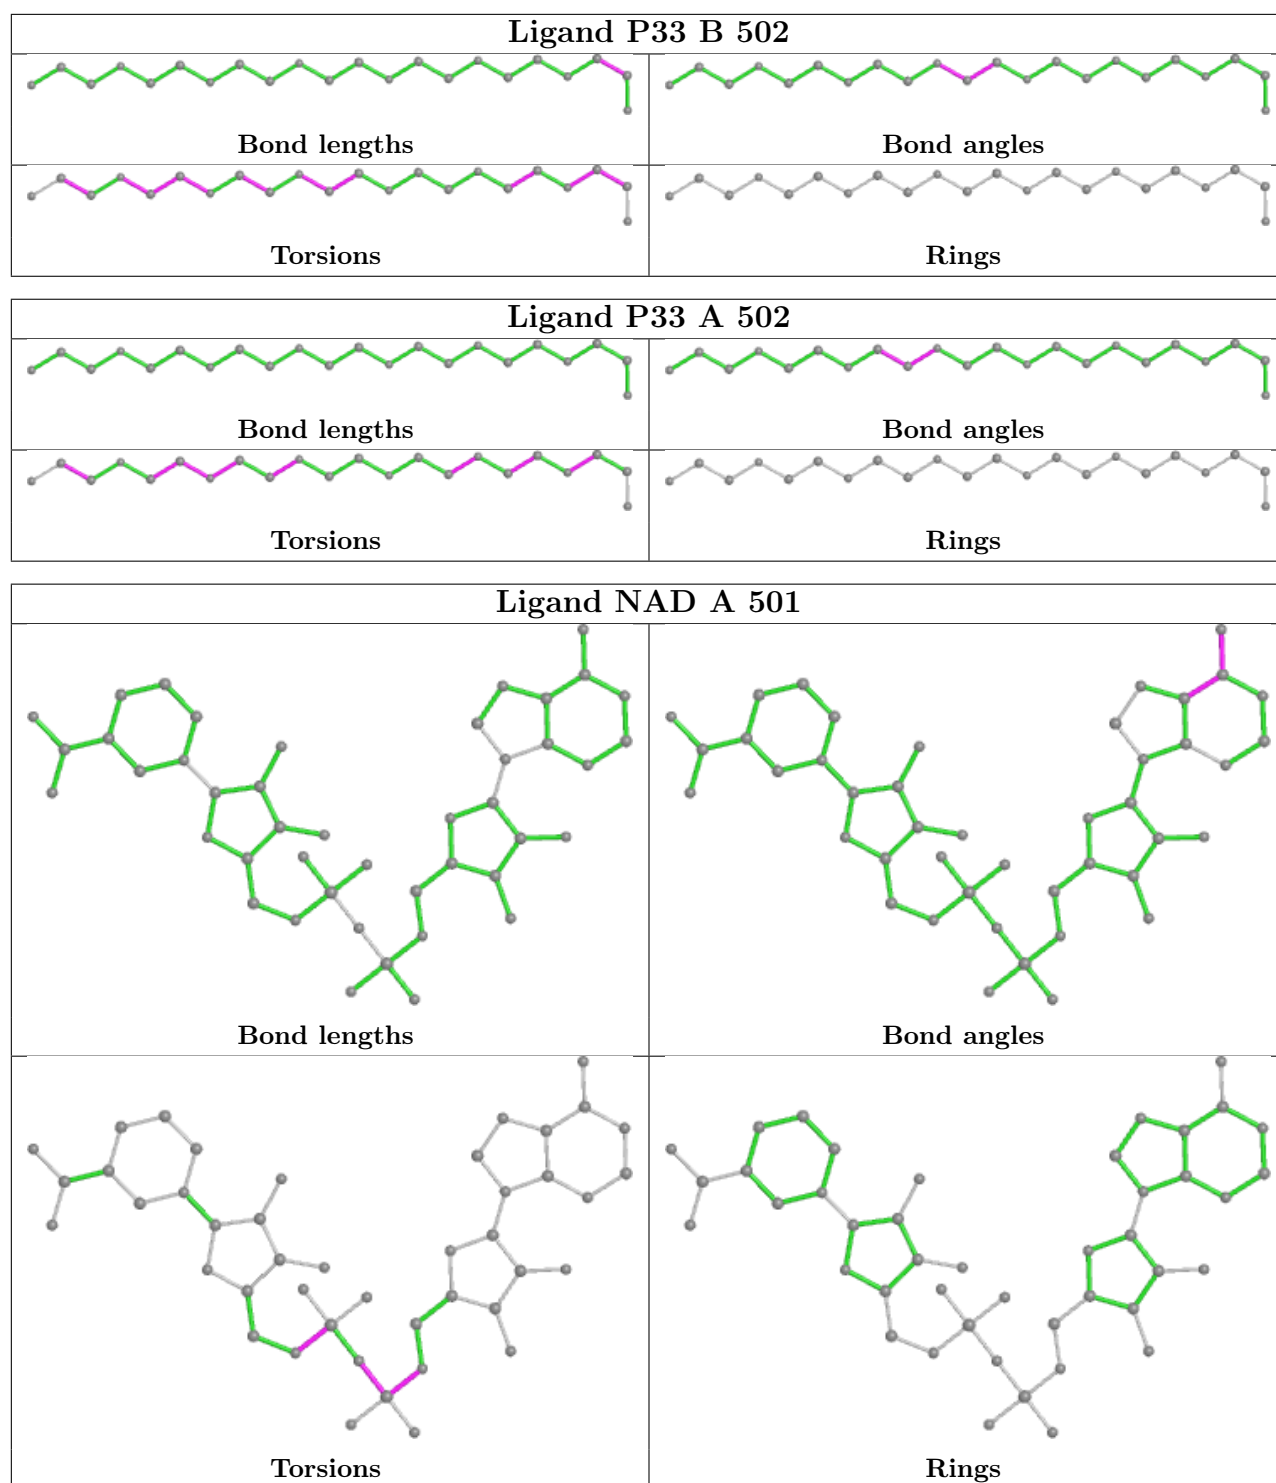 Ligand P33 B 502
Bond lengths
Bond angles
Torsions
Rings
Ligand P33 A 502
Bond lengths
Bond angles
Torsions
Rings
Ligand NAD A 501
Bond lengths
Bond angles
Torsions
Rings